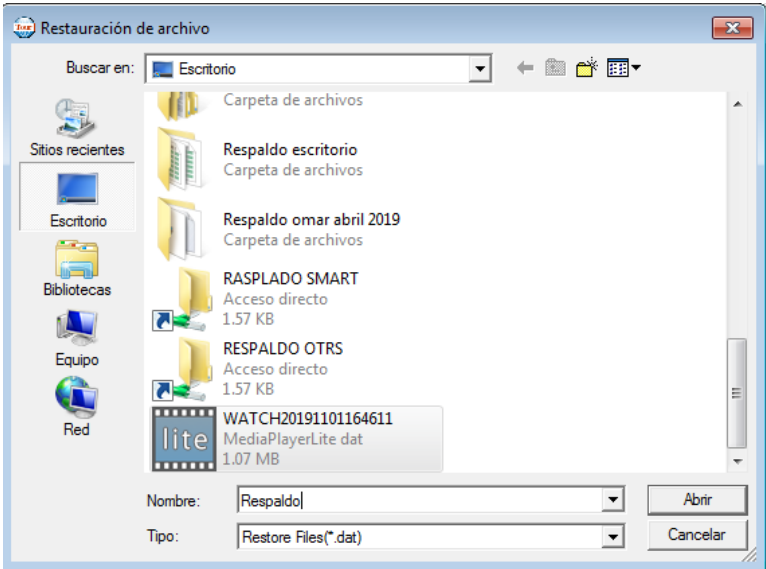 Restauración de archivo
Buscar en:
Escritorio
Sitios recientes
Escritorio
Bibliotecas
Equipo
Red
Carpeta de archivos
Respaldo escritorio
Carpeta de archivos
Respaldo omar abril 2019
Carpeta de archivos
RASPLADO SMART
Acceso directo
1.57 KB
RESPALDO OTRS
Acceso directo
1.57 KB
lite
WATCH20191101164611
MediaPlayerLite dat
1.07 MB
Nombre:
Respaldo
Abrir
Tipo:
Restore Files(*.dat)
Cancelar